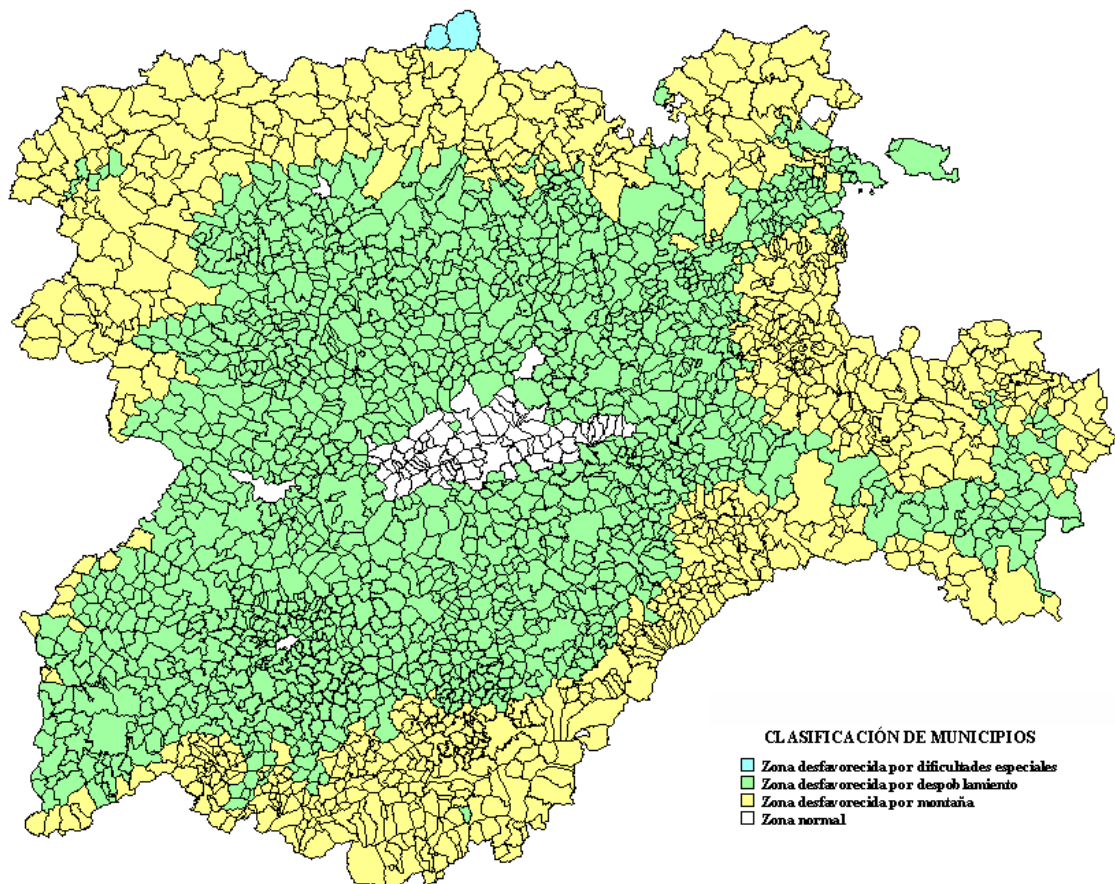 CLASIFICACIÓN DE MUNICIPIOS
Zona desfavorecida por dificultades especiales
Zona desfavorecida por despoblamiento
Zona desfavorecida por montaña
Zona normal